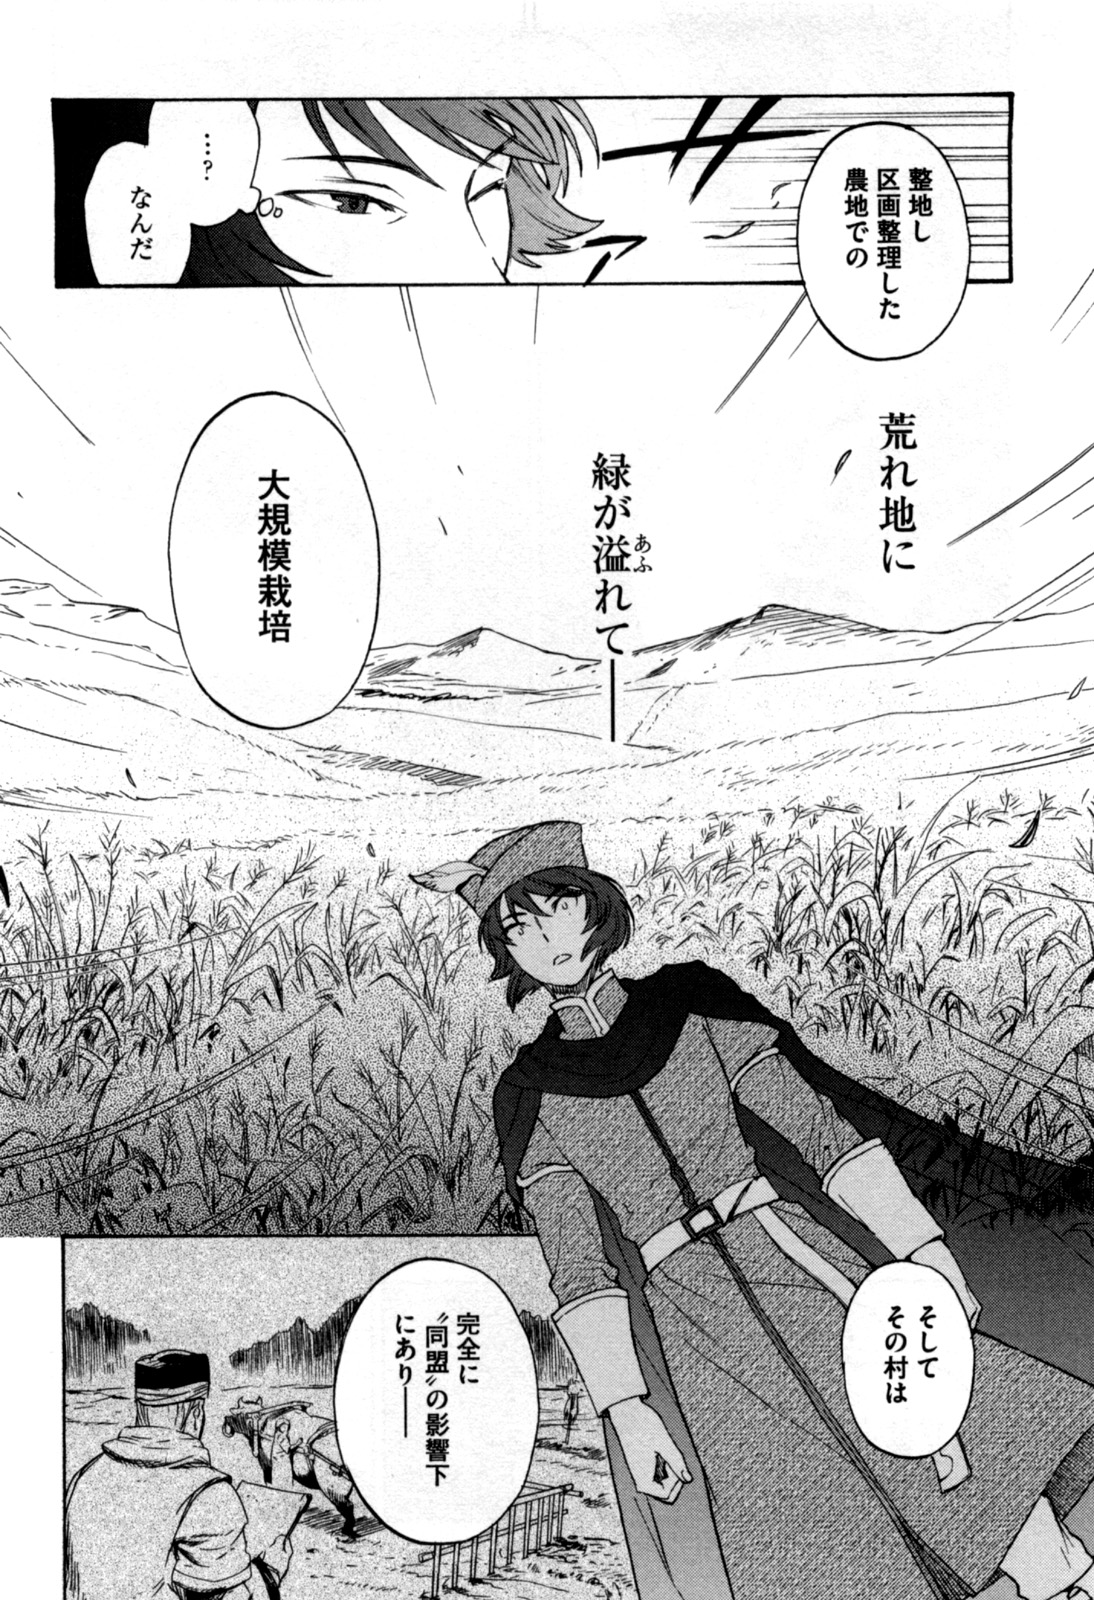 整地し
区画整理した
農地での
…?
なんだ
荒れ地に
緑が溢れて──
あふ
大規模栽培
そして
その村は
完全に
〝同盟〟の影響下
にあり──